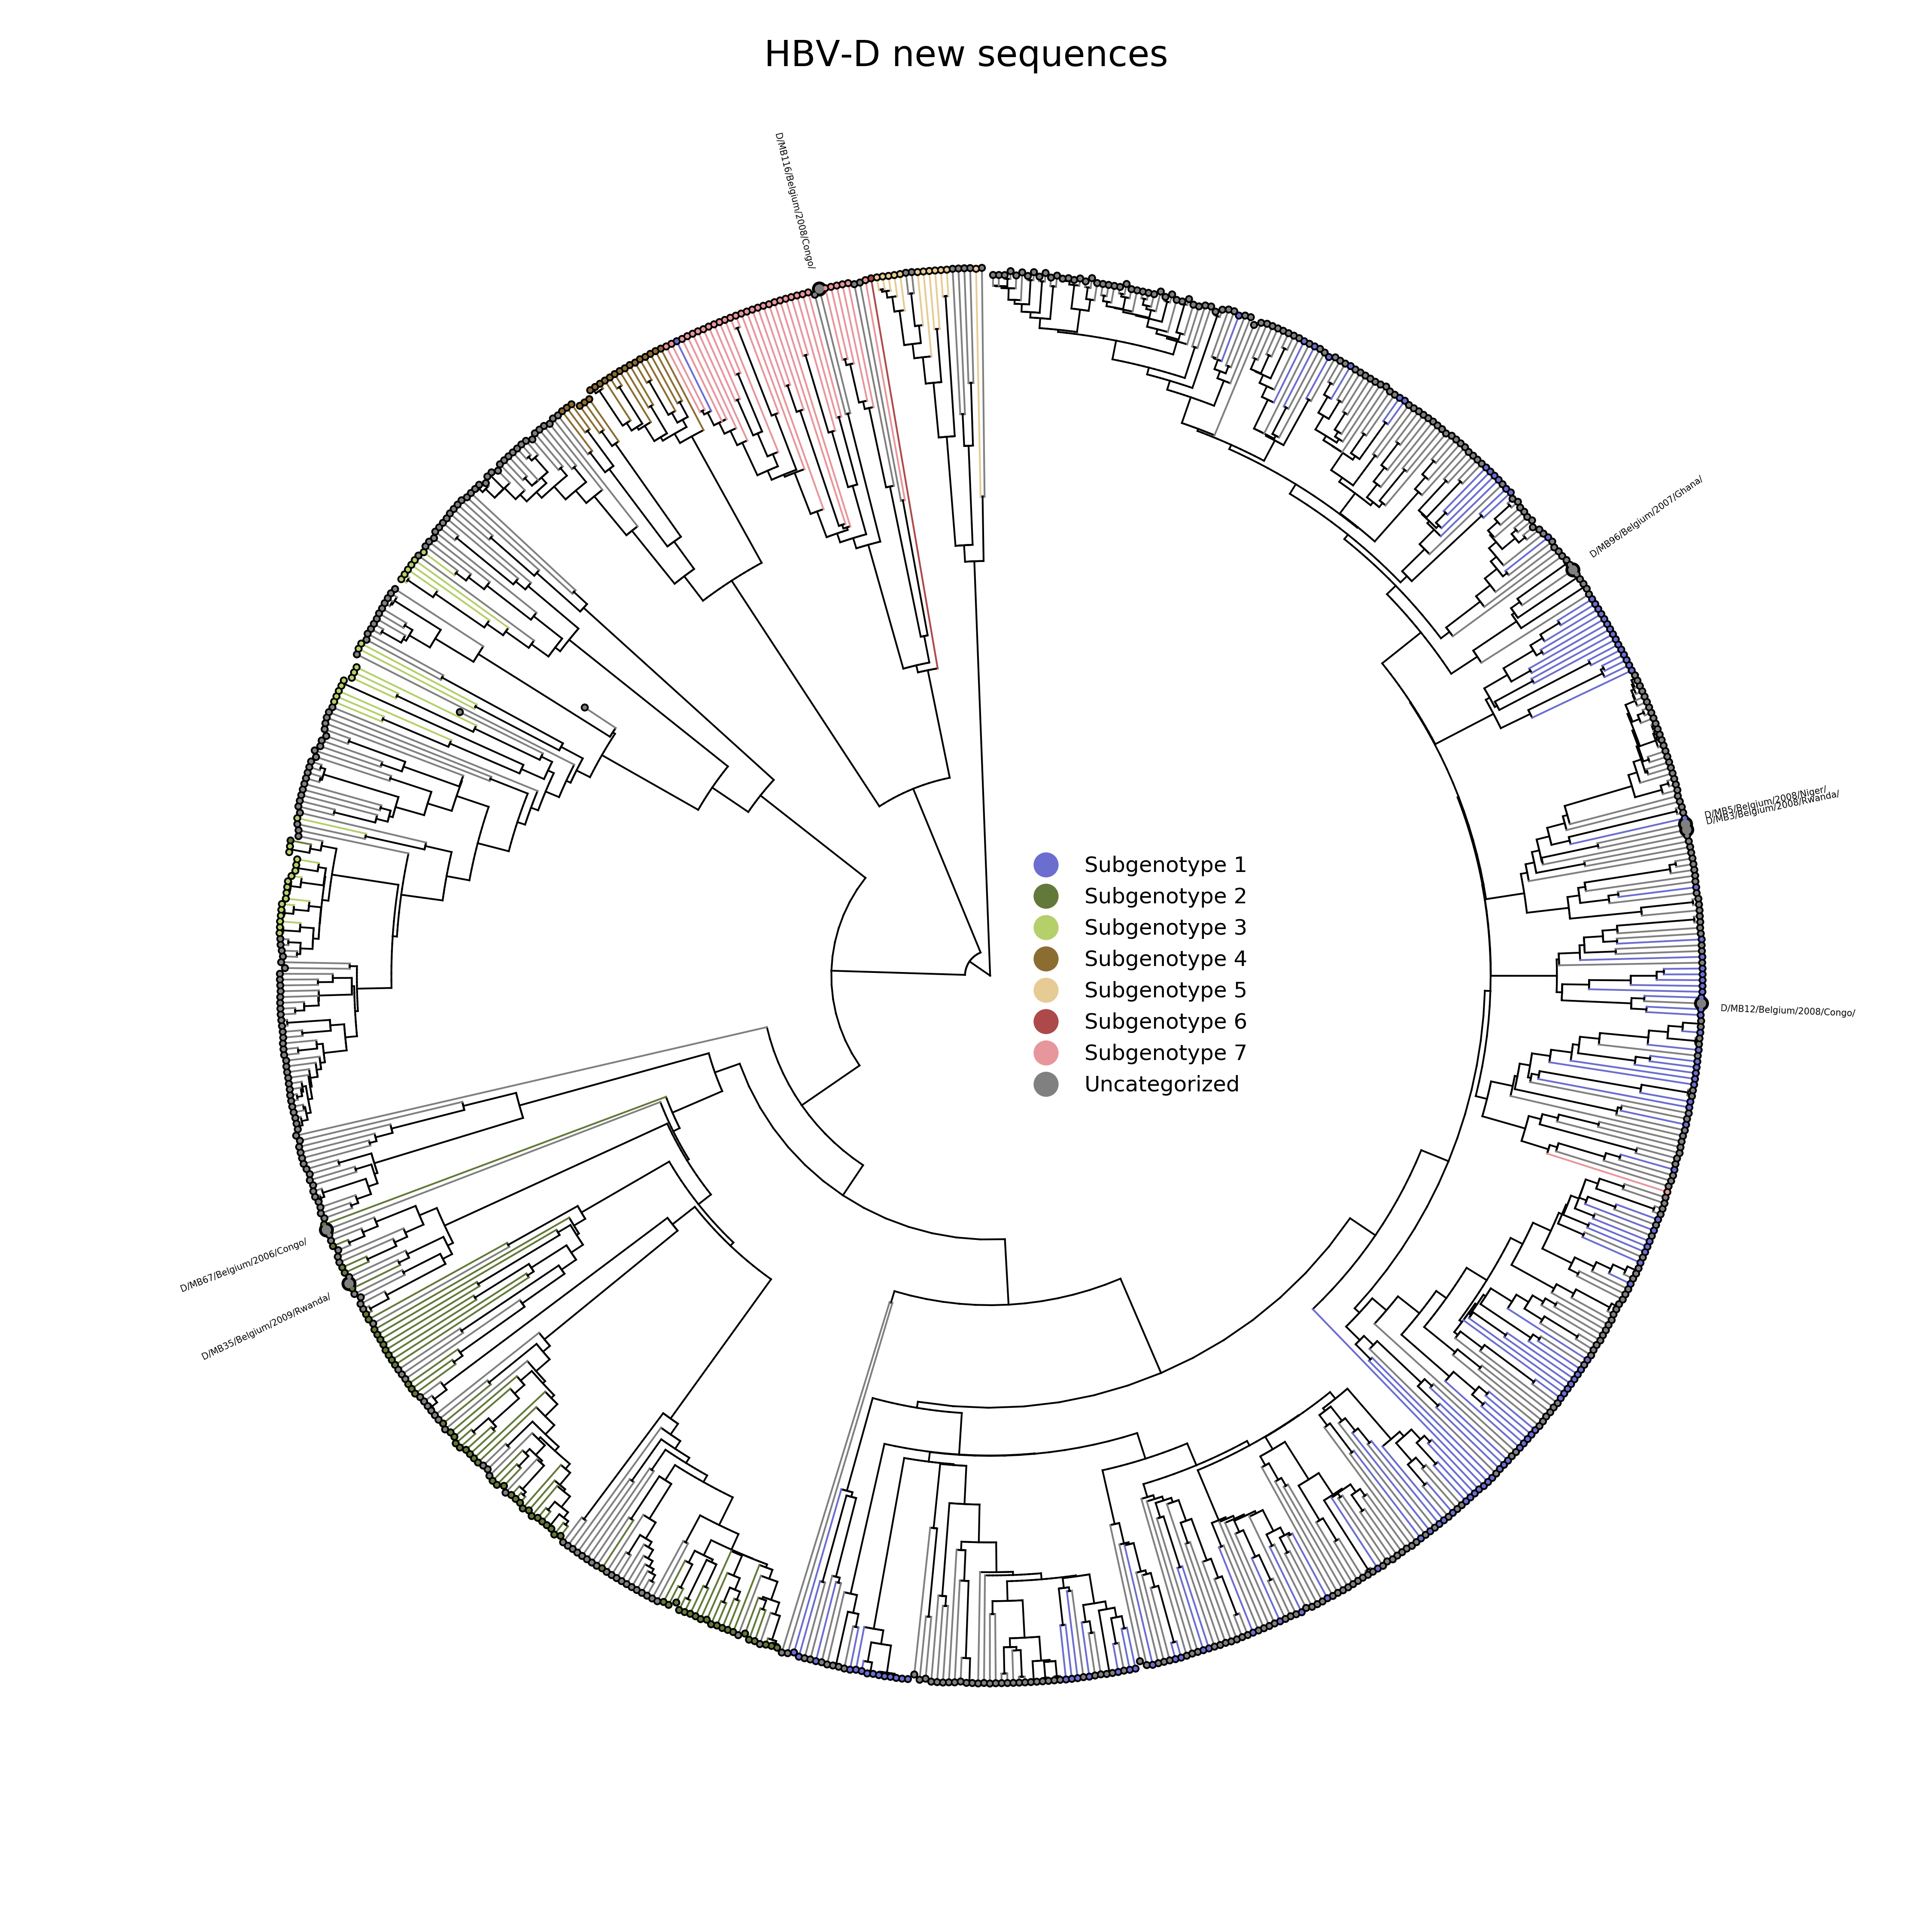 HBV-D new sequences
D/MB116/Belgium/2008/Congo/
D/MB96/Belgium/2007/Ghana/
D/MB5/Belgium/2008/Niger/
D/MB3/Belgium/2008/Rwanda/
Subgenotype 1
Subgenotype 2
Subgenotype 3
Subgenotype 4
Subgenotype 5
Subgenotype 6
Subgenotype 7
Uncategorized
D/MB12/Belgium/2008/Congo/
D/MB67/Belgium/2006/Congo/
D/MB35/Belgium/2009/Rwanda/